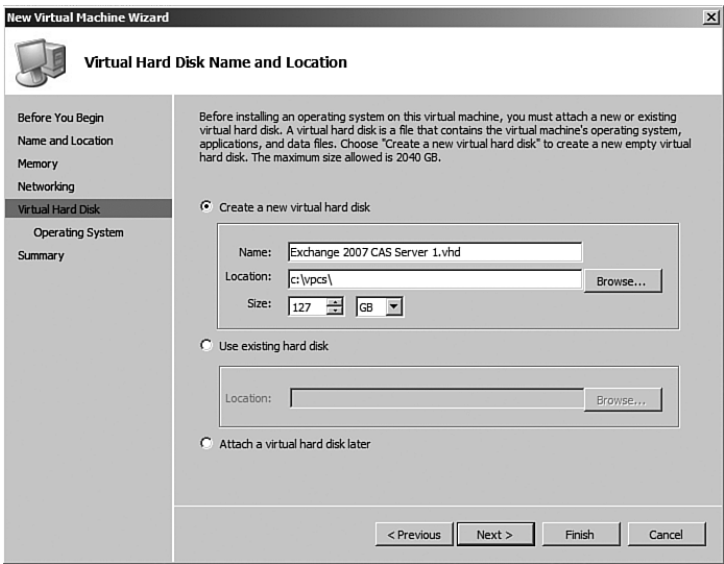 New Virtual Machine Wizard
Virtual Hard Disk Name and Location
Before You Begin
Name and Location
Memory
Networking
Virtual Hard Disk
Operating System
Summary
Before installing an operating system on this virtual machine, you must attach a new or existing
virtual hard disk. A virtual hard disk is a file that contains the virtual machine's operating system,
applications, and data files. Choose "Create a new virtual hard disk" to create a new empty virtual
hard disk. The maximum size allowed is 2040 GB.
Create a new virtual hard disk
Name: Exchange 2007 CAS Server 1.vhd
Location: c:\vpcs\ Browse...
Size: 127 GB
Use existing hard disk
Location: Browse...
Attach a virtual hard disk later
< Previous Next > Finish Cancel